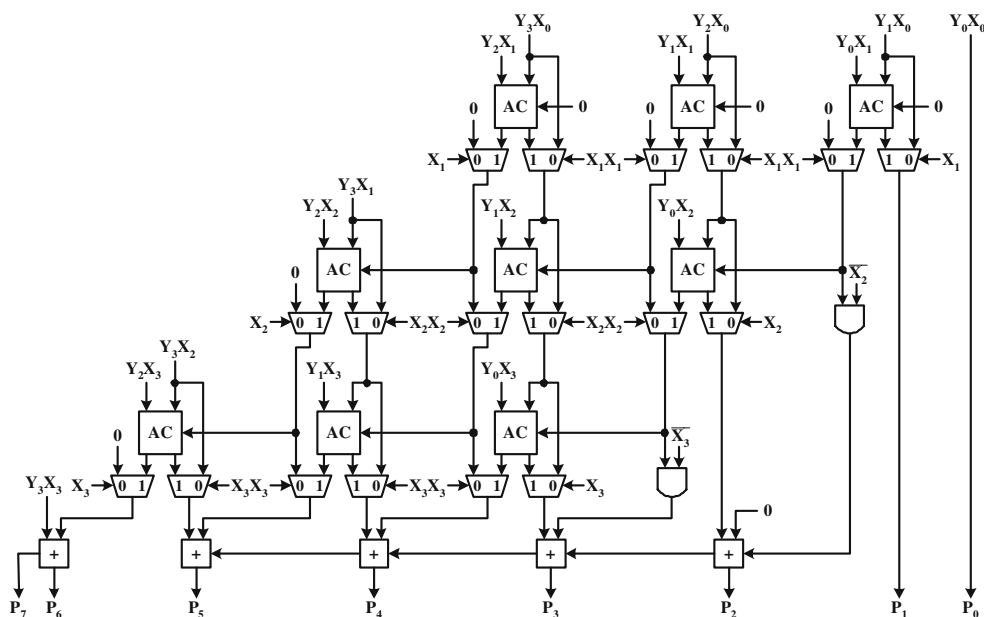 Y₃X₀ Y₂X₀ Y₁X₀ Y₀X₀
Y₂X₁ Y₁X₁ Y₀X₁
0 AC 0 0 AC 0 0 AC 0
X₁ 0 1 1 0 X₁X₁ 0 1 1 0 X₁X₁ 0 1 1 0 X₁
Y₃X₁
Y₂X₂ Y₁X₂ Y₀X₂
0 AC AC AC X̅₂
X₂ 0 1 1 0 X₂X₂ 0 1 1 0 X₂X₂ 0 1 1 0 X₂
Y₃X₂
Y₂X₃ Y₁X₃ Y₀X₃
0 AC AC AC X̅₃
Y₃X₃ X₃ 0 1 1 0 X₃X₃ 0 1 1 0 X₃X₃ 0 1 1 0 X₃
0
+ + + + +
P₇ P₆ P₅ P₄ P₃ P₂ P₁ P₀